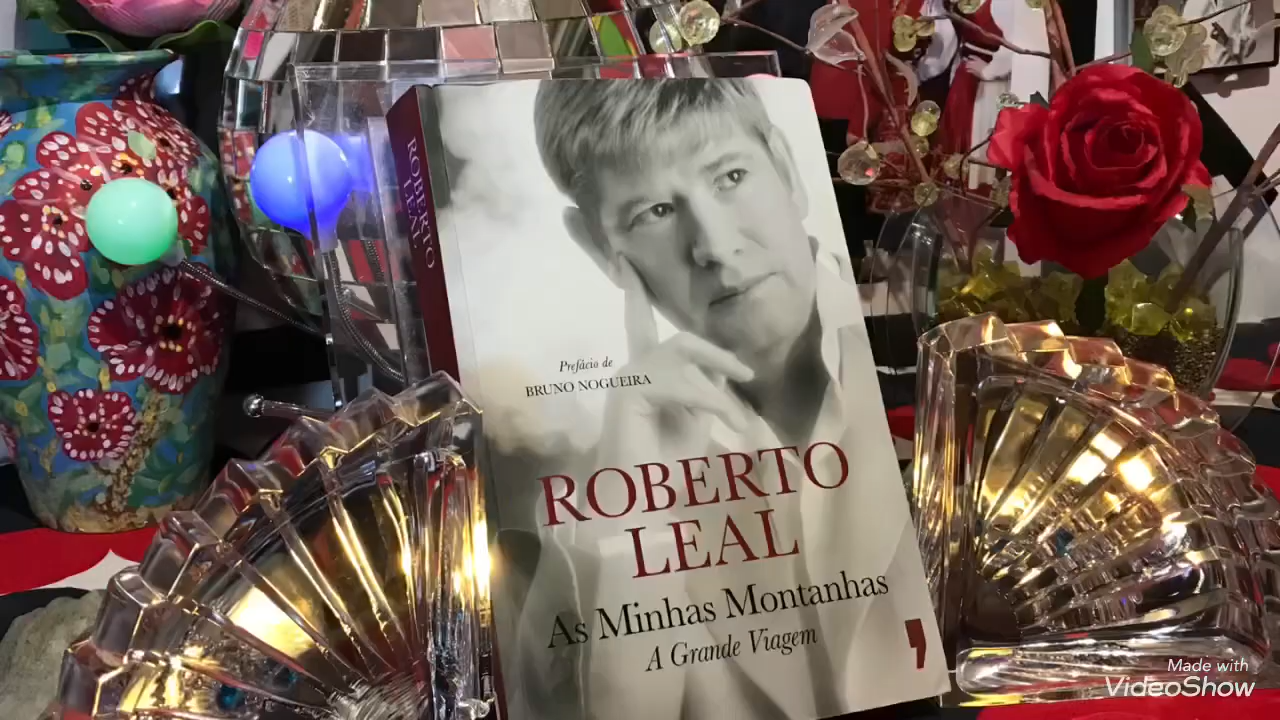 ROBERTO
LEAL
Prefácio de
BRUNO NOGUEIRA
ROBERTO
LEAL
As Minhas Montanhas
A Grande Viagem
Made with
VideoShow